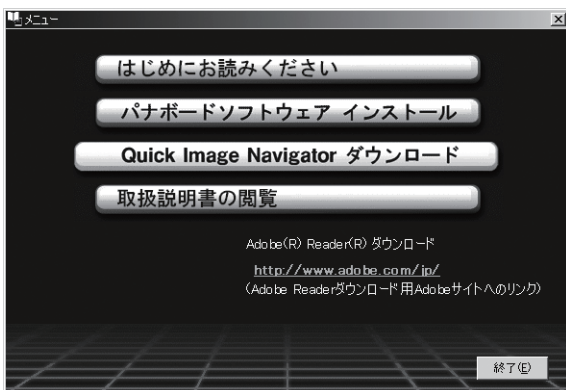 メニュー
はじめにお読みください
パナボードソフトウェア インストール
Quick Image Navigator ダウンロード
取扱説明書の閲覧
Adobe(R) Reader(R) ダウンロード
http://www.adobe.com/jp/
(Adobe Readerダウンロード用Adobeサイトへのリンク)
終了(E)